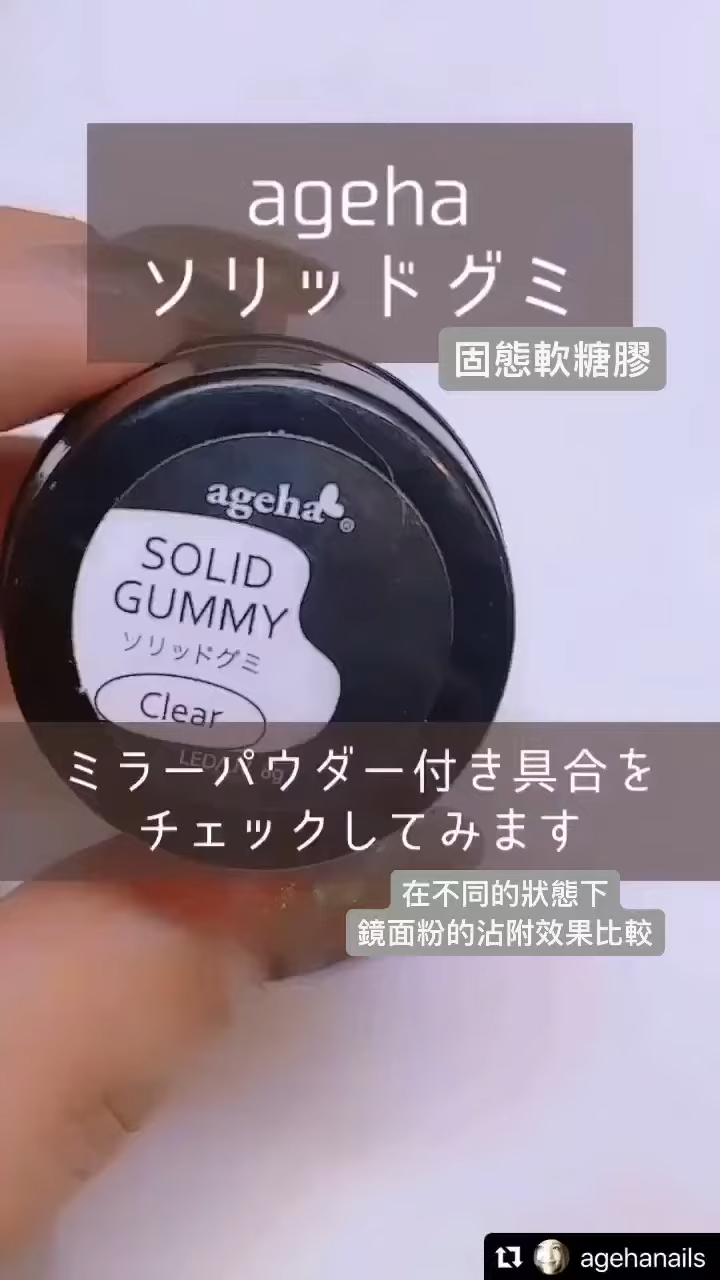 ageha
ソリッドグミ
固態軟糖膠
ageha®
SOLID
GUMMY
ソリッドグミ
Clear
ミラーパウダー付き具合を
チェックしてみます
在不同的狀態下
鏡面粉的沾附效果比較
agehanails